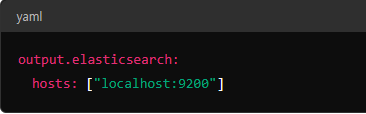 yaml
output.elasticsearch:
  hosts: ["localhost:9200"]